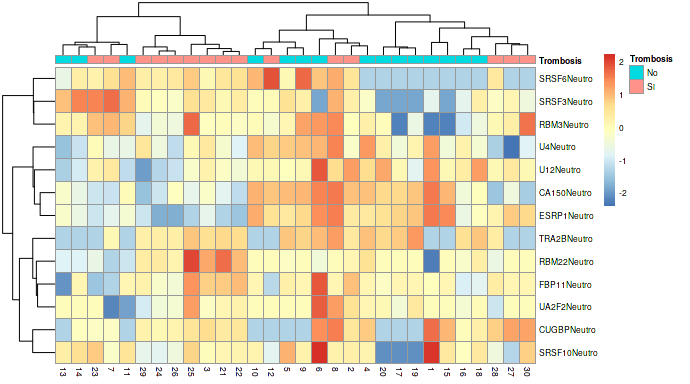 Trombosis
SRSF6Neutro
SRSF3Neutro
RBM3Neutro
U4Neutro
U12Neutro
CA150Neutro
ESRP1Neutro
TRA2BNeutro
RBM22Neutro
FBP11Neutro
UA2F2Neutro
CUGBPNeutro
SRSF10Neutro
13 14 23 7 11 29 24 26 25 3 21 22 10 12 5 9 6 8 2 4 20 17 19 1 15 16 18 28 27 30
2
1
0
-1
-2
Trombosis
No
SI